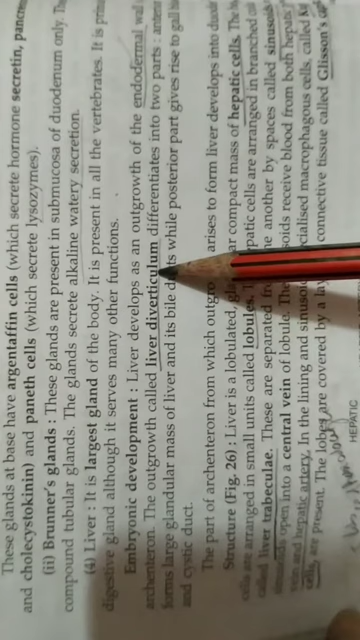 These glands at base have argentaffin cells (which secrete hormone secretin, pancre
and cholecystokinin) and paneth cells (which secrete lysozymes).
(ii) Brunner's glands : These glands are present in submucosa of duodenum only. Th
compound tubular glands. The glands secrete alkaline watery secretion.
(4) Liver : It is largest gland of the body. It is present in all the vertebrates. It is prim
digestive gland although it serves many other functions.
Embryonic development : Liver develops as an outgrowth of the endodermal wal
archenteron. The outgrowth called liver diverticulum differentiates into two parts : anteri
forms large glandular mass of liver and its bile ts while posterior part gives rise to gall
and cystic duct.
The part of archenteron from which outgro arises to form liver develops into duode
Structure (Fig. 26) : Liver is a lobulated, gla ar compact mass of hepatic cells. The
cells are arranged in small units called lobules. patic cells are arranged in branched
called liver trabeculae. These are separated fr ne another by spaces called sinusoids
sinusoids open into a central vein of lobule. The soids receive blood from both hepatic
vein and hepatic artery. In the lining and sinuso cialised macrophagous cells, called
cells, are present. The lobes are covered by a lay connective tissue called Glisson's
HEPATIC